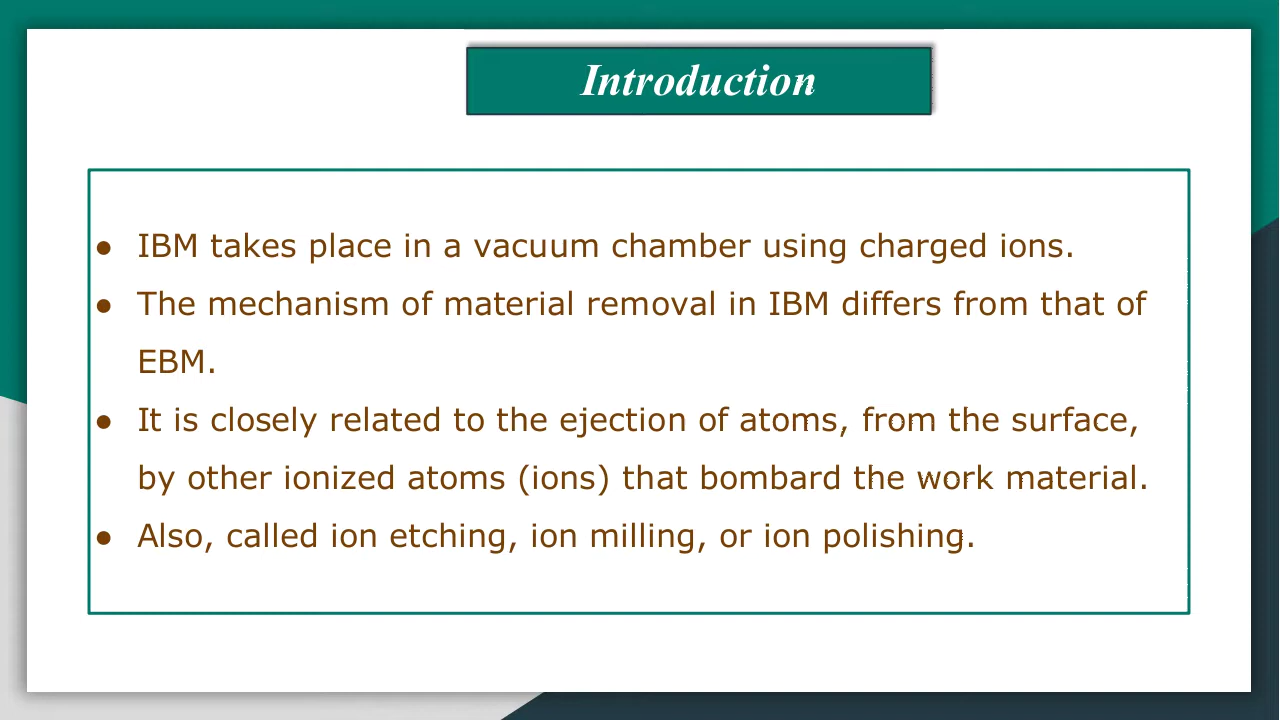 Introduction
● IBM takes place in a vacuum chamber using charged ions.
● The mechanism of material removal in IBM differs from that of
EBM.
● It is closely related to the ejection of atoms, from the surface,
by other ionized atoms (ions) that bombard the work material.
● Also, called ion etching, ion milling, or ion polishing.